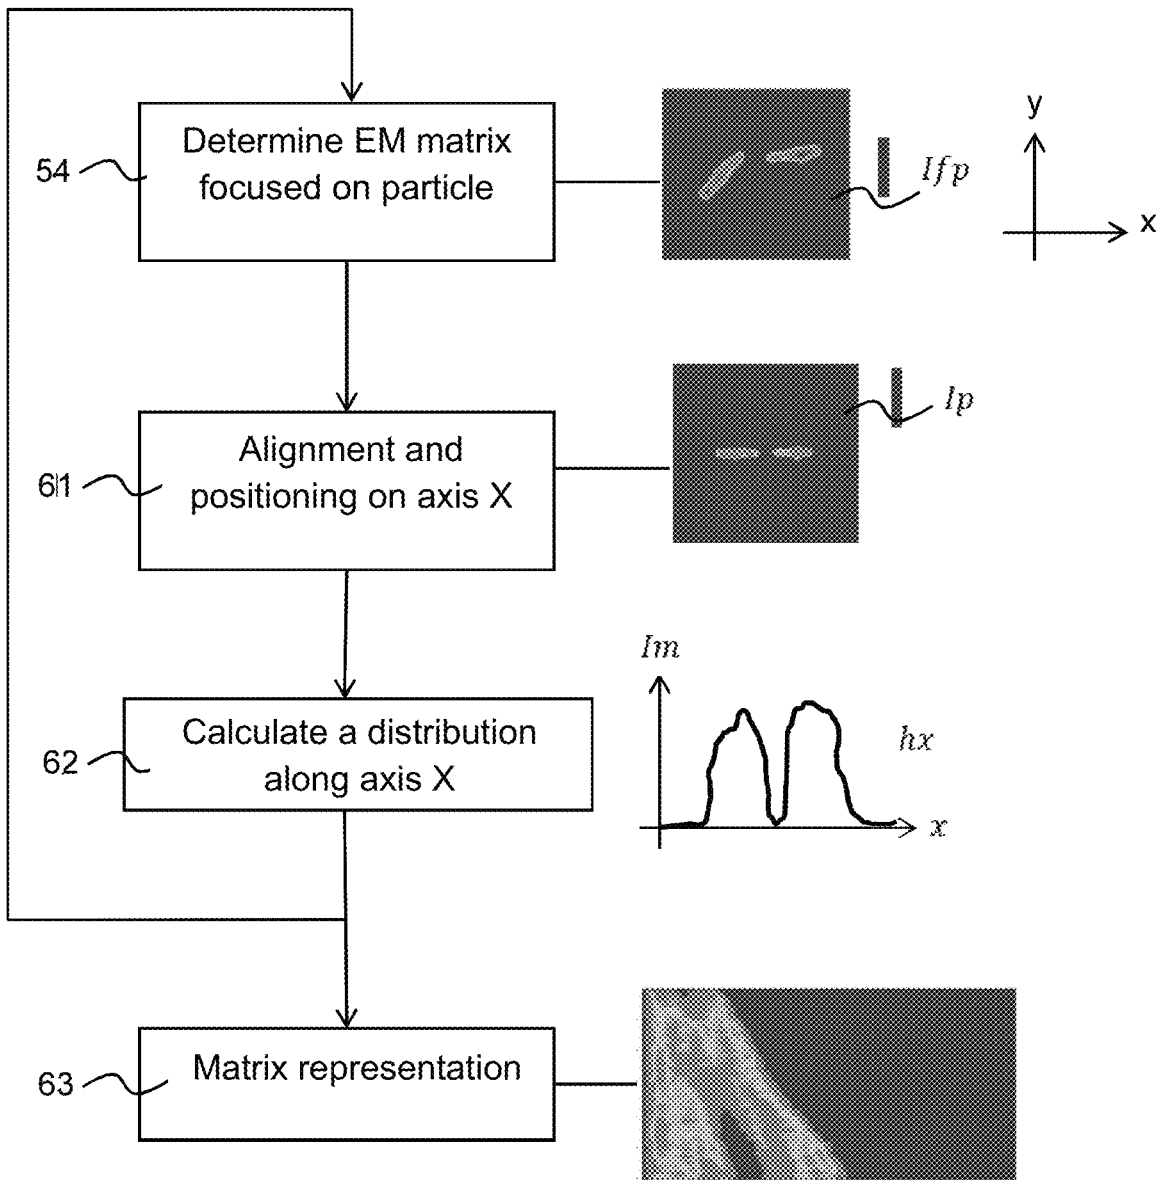 Determine EM matrix
focused on particle
54
Ifp
y
x
Alignment and
positioning on axis X
61
Ip
Calculate a distribution
along axis X
62
Im
hx
x
Matrix representation
63